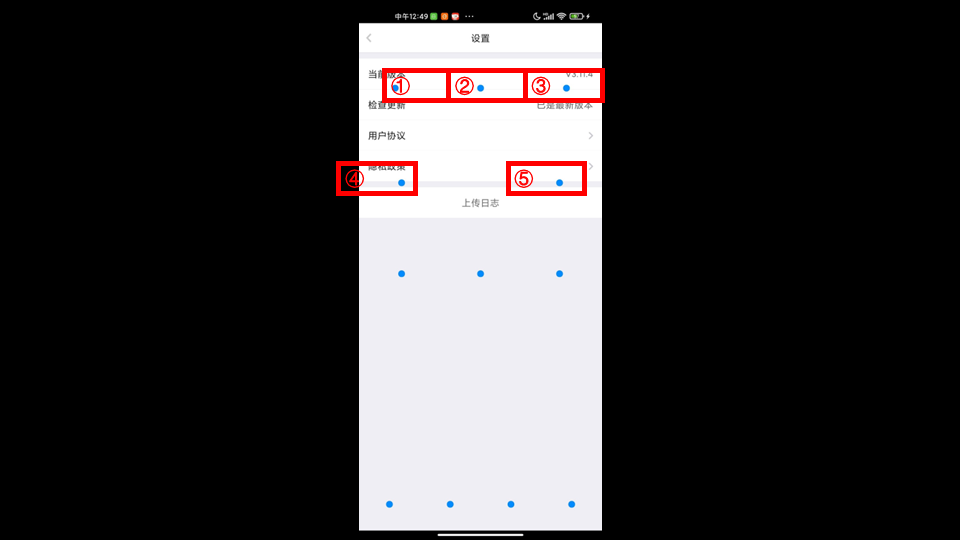 中午12:49
设置
当前版本
V3.11.4
① ② ③
检查更新
已是最新版本
用户协议
隐私政策
④ ⑤
上传日志